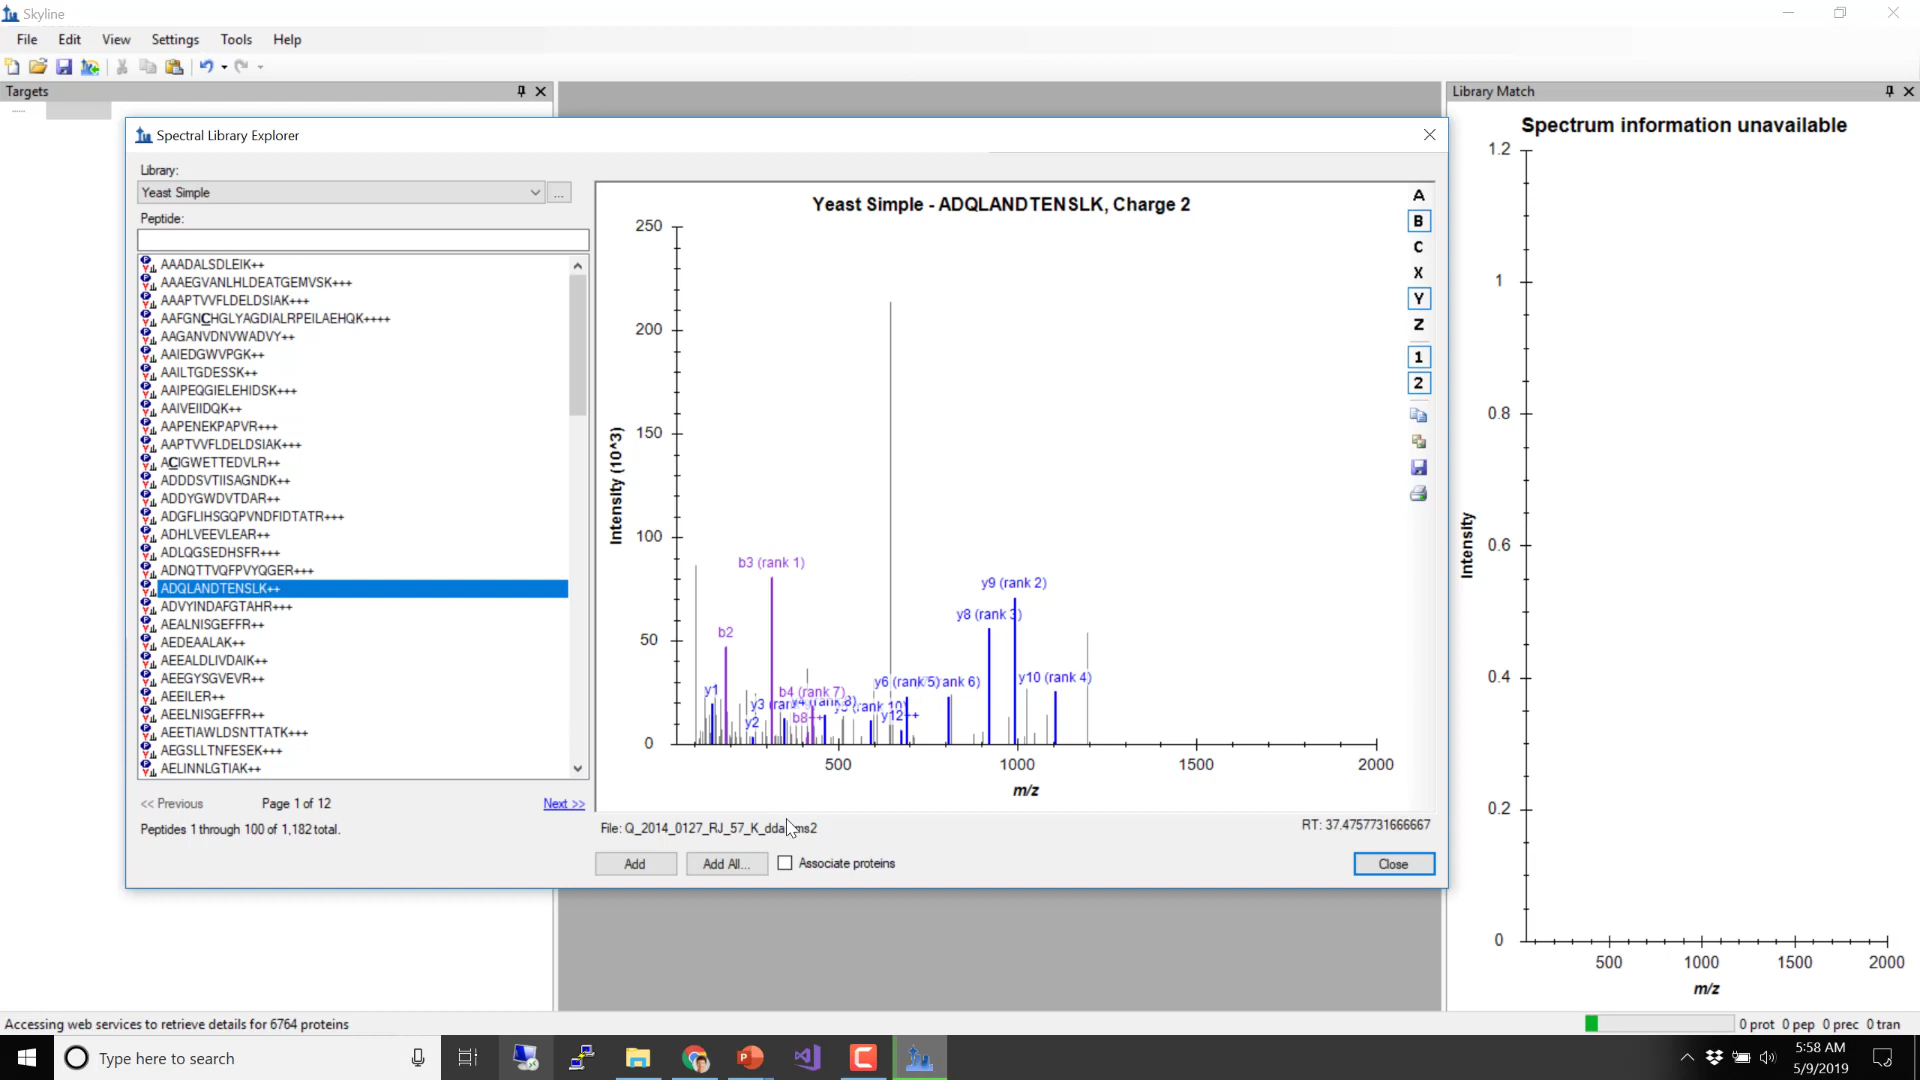 Skyline
File Edit View Settings Tools Help
Targets
Library Match
Spectral Library Explorer
Library:
Yeast Simple
...
Peptide:
AAADALSDLEIK++
AAAEGVANLHLDEATGEMVSK+++
AAAPTVVFLDELDSIAK+++
AAFGNCHGLYAGDIALRPEILAEHQK++++
AAGANVDNVWADVY++
AAIEDGWVPGK++
AAILTGDESSK++
AAIPEQGIELEHIDSK+++
AAIVEIIDQK++
AAPENEKPAPVR+++
AAPTVVFLDELDSIAK+++
ACIGWETTEDVLR++
ADDDSVTIISAGNDK++
ADDYGWDVTDAR++
ADGFLIHSGQPVNDFIDTATR+++
ADHLVEEVLEAR++
ADLQGSEDHSFR+++
ADNQTTVQFPVYQGER+++
ADQLANDTENSLK++
ADVYINDAFGTAHR+++
AEALNISGEFFR++
AEDEAALAK++
AEEALDLIVDAIK++
AEEGYSGVEVR++
AEEILER++
AEELNISGEFFR++
AEETIAWLDSNTTATK+++
AEGSLLTNFESEK+++
AELINNLGTIAK++
<< Previous Page 1 of 12 Next >>
Peptides 1 through 100 of 1,182 total.
Yeast Simple - ADQLANDTENSLK, Charge 2
250
200
150
100
50
0
Intensity (10^3)
b3 (rank 1)
y9 (rank 2)
y8 (rank 3)
b2
y10 (rank 4)
y6 (rank 5) ank 6)
y1
b4 (rank 7)
y12++
b8++
y2
500 1000 1500 2000
m/z
A
B
C
X
Y
Z
1
2
RT: 37.4757731666667
Add
Add All...
Associate proteins
Close
Spectrum information unavailable
1.2
1
0.8
0.6
0.4
0.2
0
Intensity
500 1000 1500 2000
m/z
Accessing web services to retrieve details for 6764 proteins
0 prot 0 pep 0 prec 0 tran
Type here to search
5:58 AM
5/9/2019